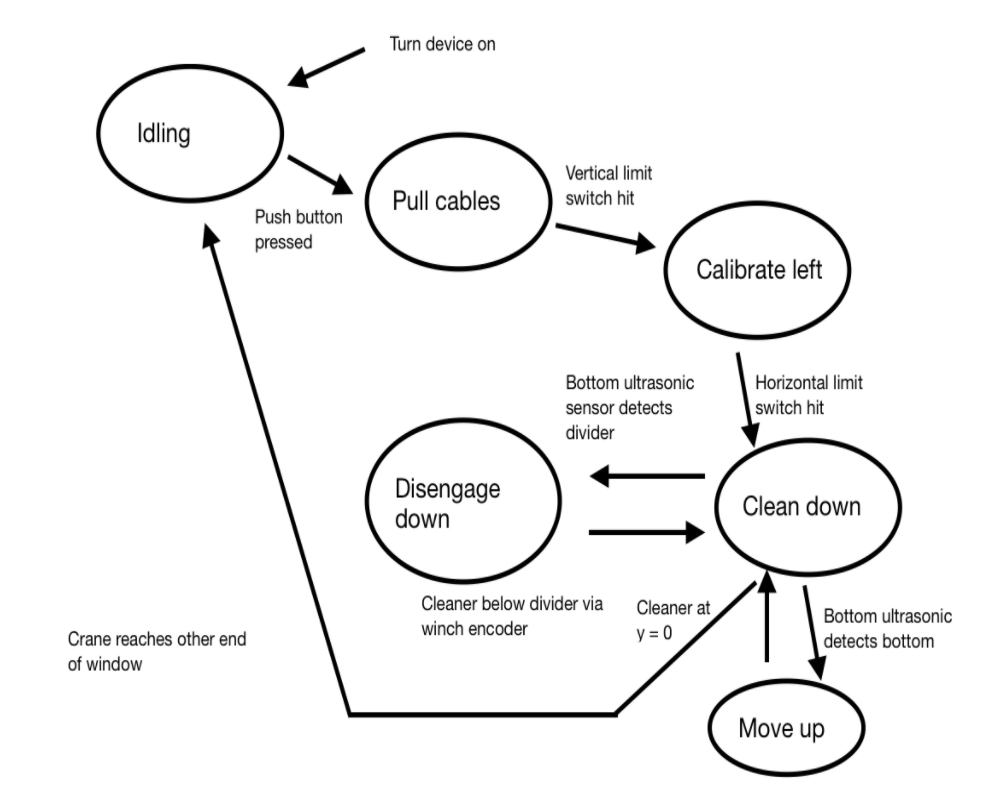 Turn device on
Idling
Push button
pressed
Pull cables
Vertical limit
switch hit
Calibrate left
Horizontal limit
switch hit
Bottom ultrasonic
sensor detects
divider
Disengage
down
Clean down
Cleaner below divider via
winch encoder
Cleaner at
y = 0
Bottom ultrasonic
detects bottom
Crane reaches other end
of window
Move up